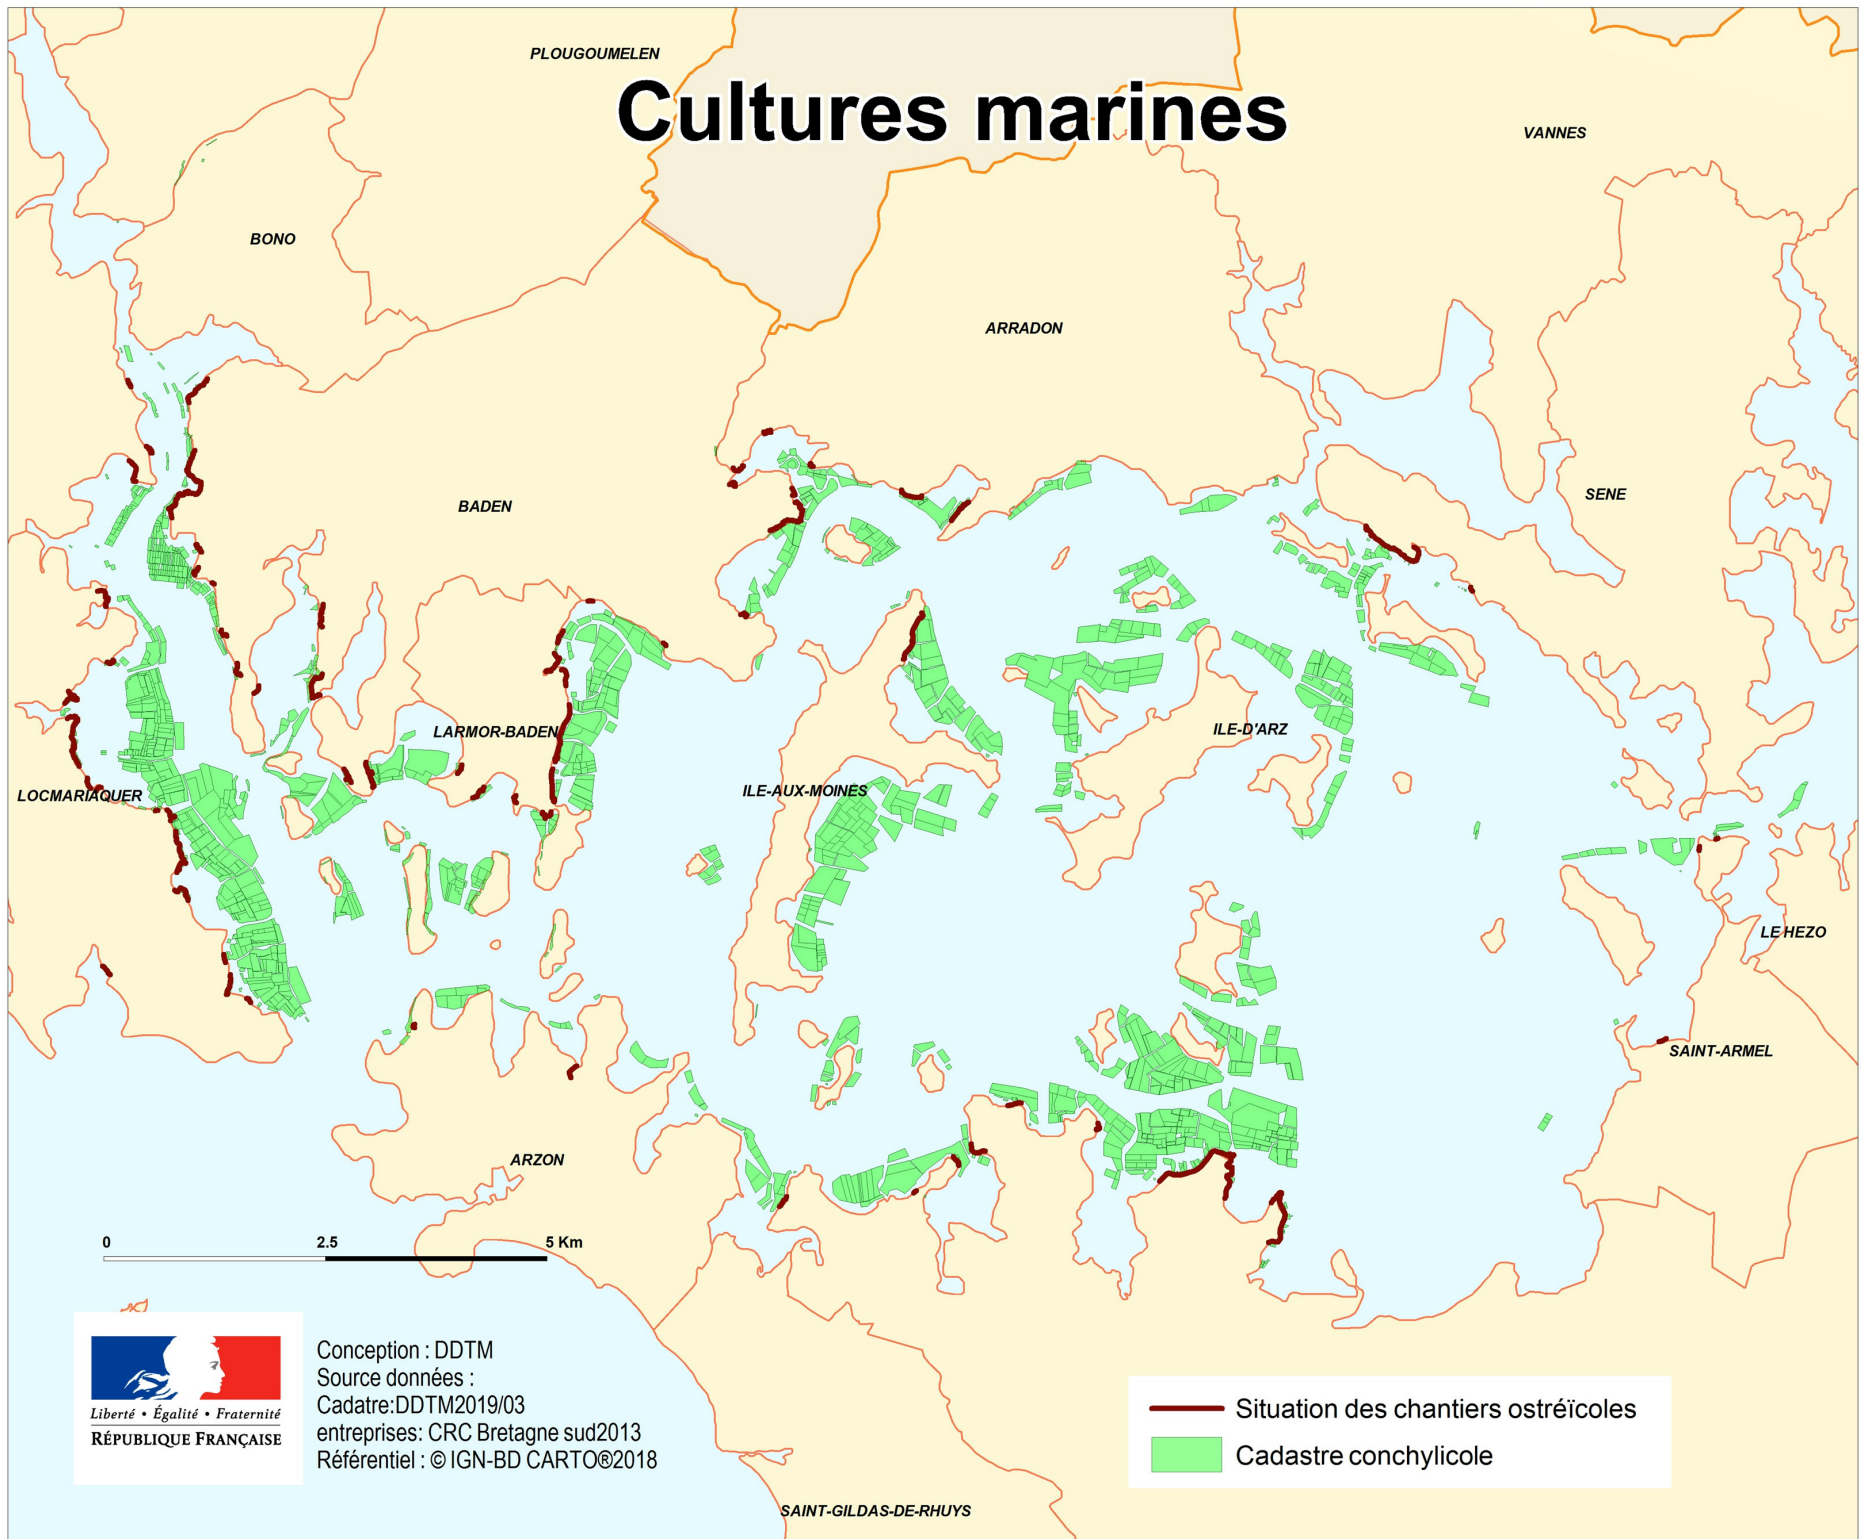 PLOUGOUMELEN
Cultures marines
VANNES
BONO
ARRADON
SENE
BADEN
LARMOR-BADEN
ILE-D'ARZ
LOCMARIAQUER
ILE-AUX-MOINES
LE HEZO
SAINT-ARMEL
ARZON
0 2.5 5 Km
Liberté • Égalité • Fraternité
RÉPUBLIQUE FRANÇAISE
Conception : DDTM
Source données :
Cadatre:DDTM2019/03
entreprises: CRC Bretagne sud2013
Référentiel : © IGN-BD CARTO®2018
Situation des chantiers ostréïcoles
Cadastre conchylicole
SAINT-GILDAS-DE-RHUYS